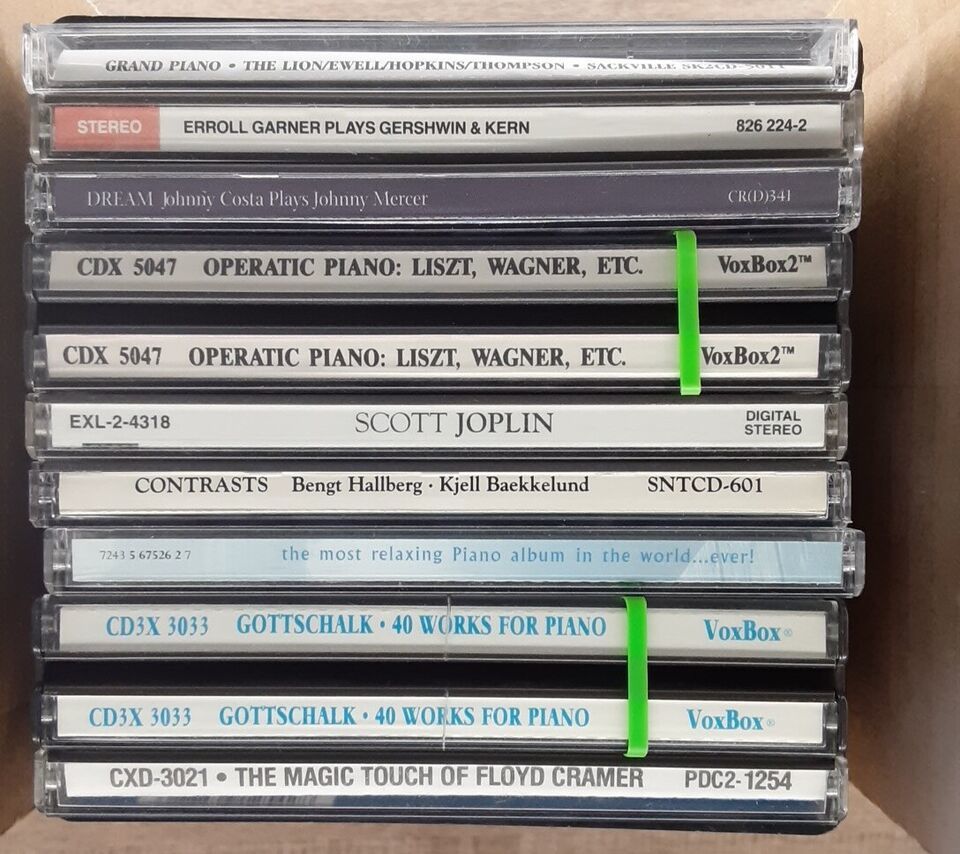 GRAND PIANO • THE LION/EWELL/HOPKINS/THOMPSON • SACKVILLE SK2CD-5011
STEREO ERROLL GARNER PLAYS GERSHWIN & KERN 826 224-2
DREAM Johnny Costa Plays Johnny Mercer CR(D)341
CDX 5047 OPERATIC PIANO: LISZT, WAGNER, ETC. VoxBox2™
CDX 5047 OPERATIC PIANO: LISZT, WAGNER, ETC. VoxBox2™
EXL-2-4318 SCOTT JOPLIN DIGITAL
STEREO
CONTRASTS Bengt Hallberg · Kjell Baekkelund SNTCD-601
7243 5 67526 2 7 the most relaxing Piano album in the world...ever!
CD3X 3033 GOTTSCHALK • 40 WORKS FOR PIANO VoxBox®
CD3X 3033 GOTTSCHALK • 40 WORKS FOR PIANO VoxBox®
CXD-3021 • THE MAGIC TOUCH OF FLOYD CRAMER PDC2-1254